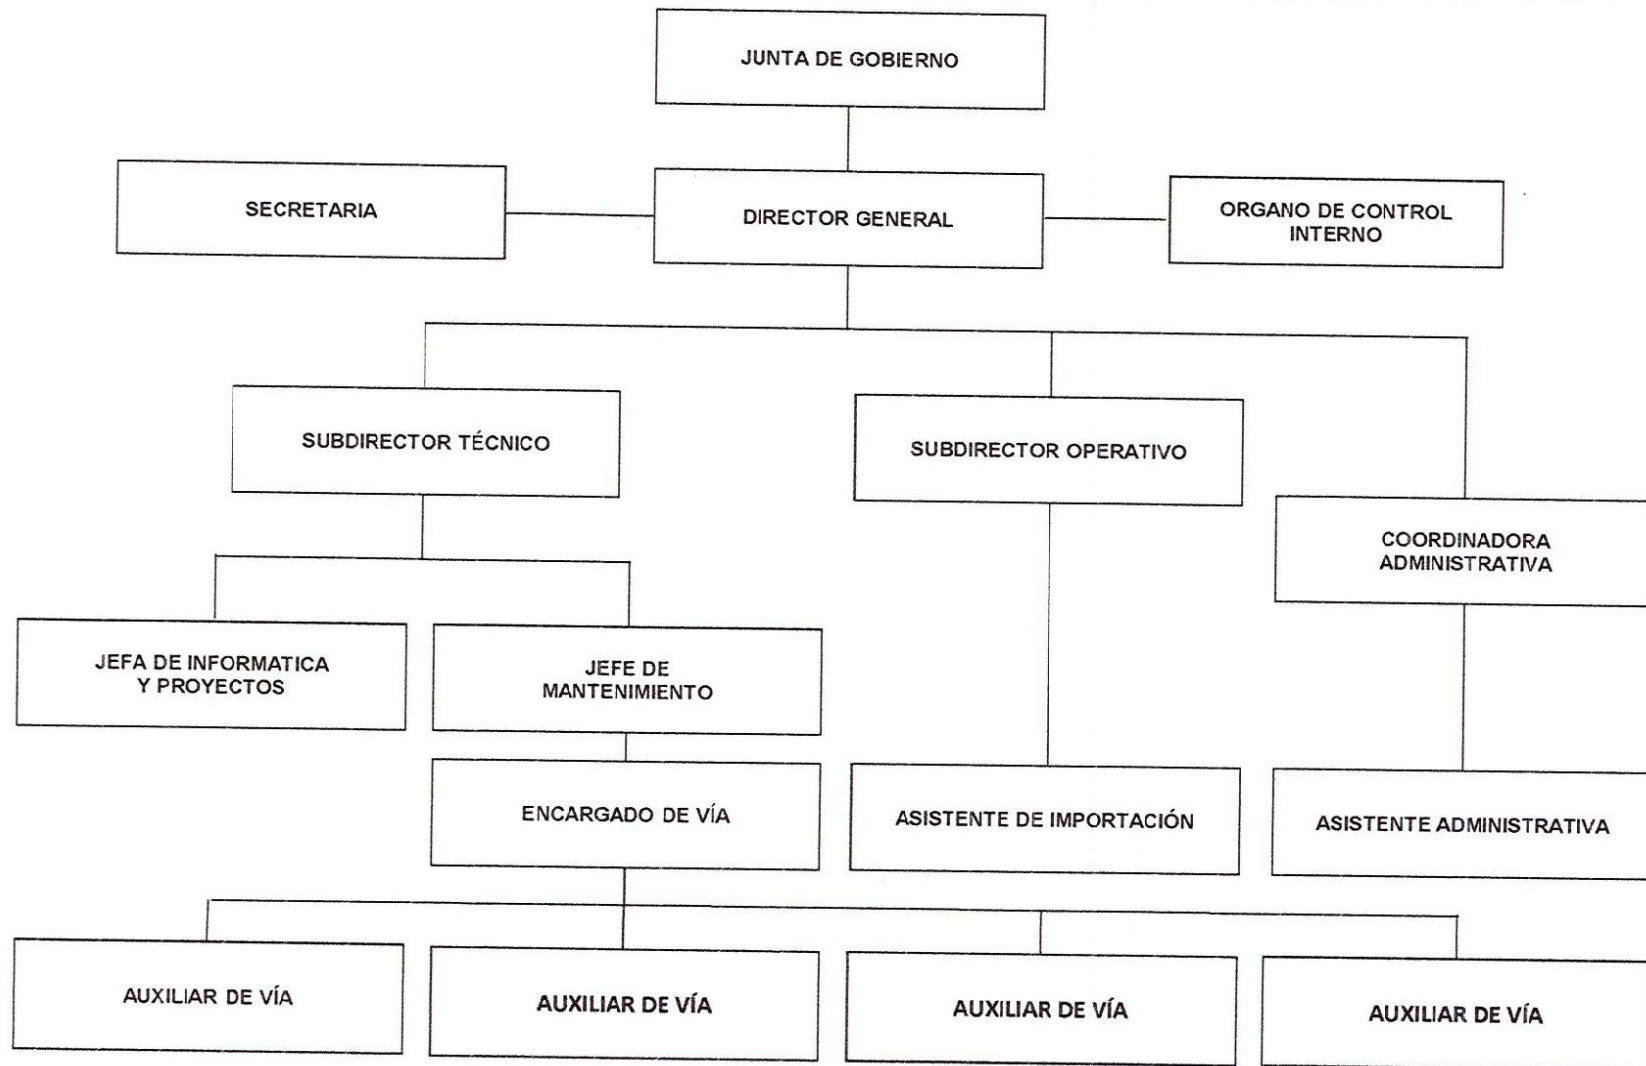 JUNTA DE GOBIERNO
SECRETARIA
DIRECTOR GENERAL
ORGANO DE CONTROL
INTERNO
SUBDIRECTOR TÉCNICO
SUBDIRECTOR OPERATIVO
COORDINADORA
ADMINISTRATIVA
JEFA DE INFORMATICA
Y PROYECTOS
JEFE DE
MANTENIMIENTO
ENCARGADO DE VÍA
ASISTENTE DE IMPORTACIÓN
ASISTENTE ADMINISTRATIVA
AUXILIAR DE VÍA
AUXILIAR DE VÍA
AUXILIAR DE VÍA
AUXILIAR DE VÍA